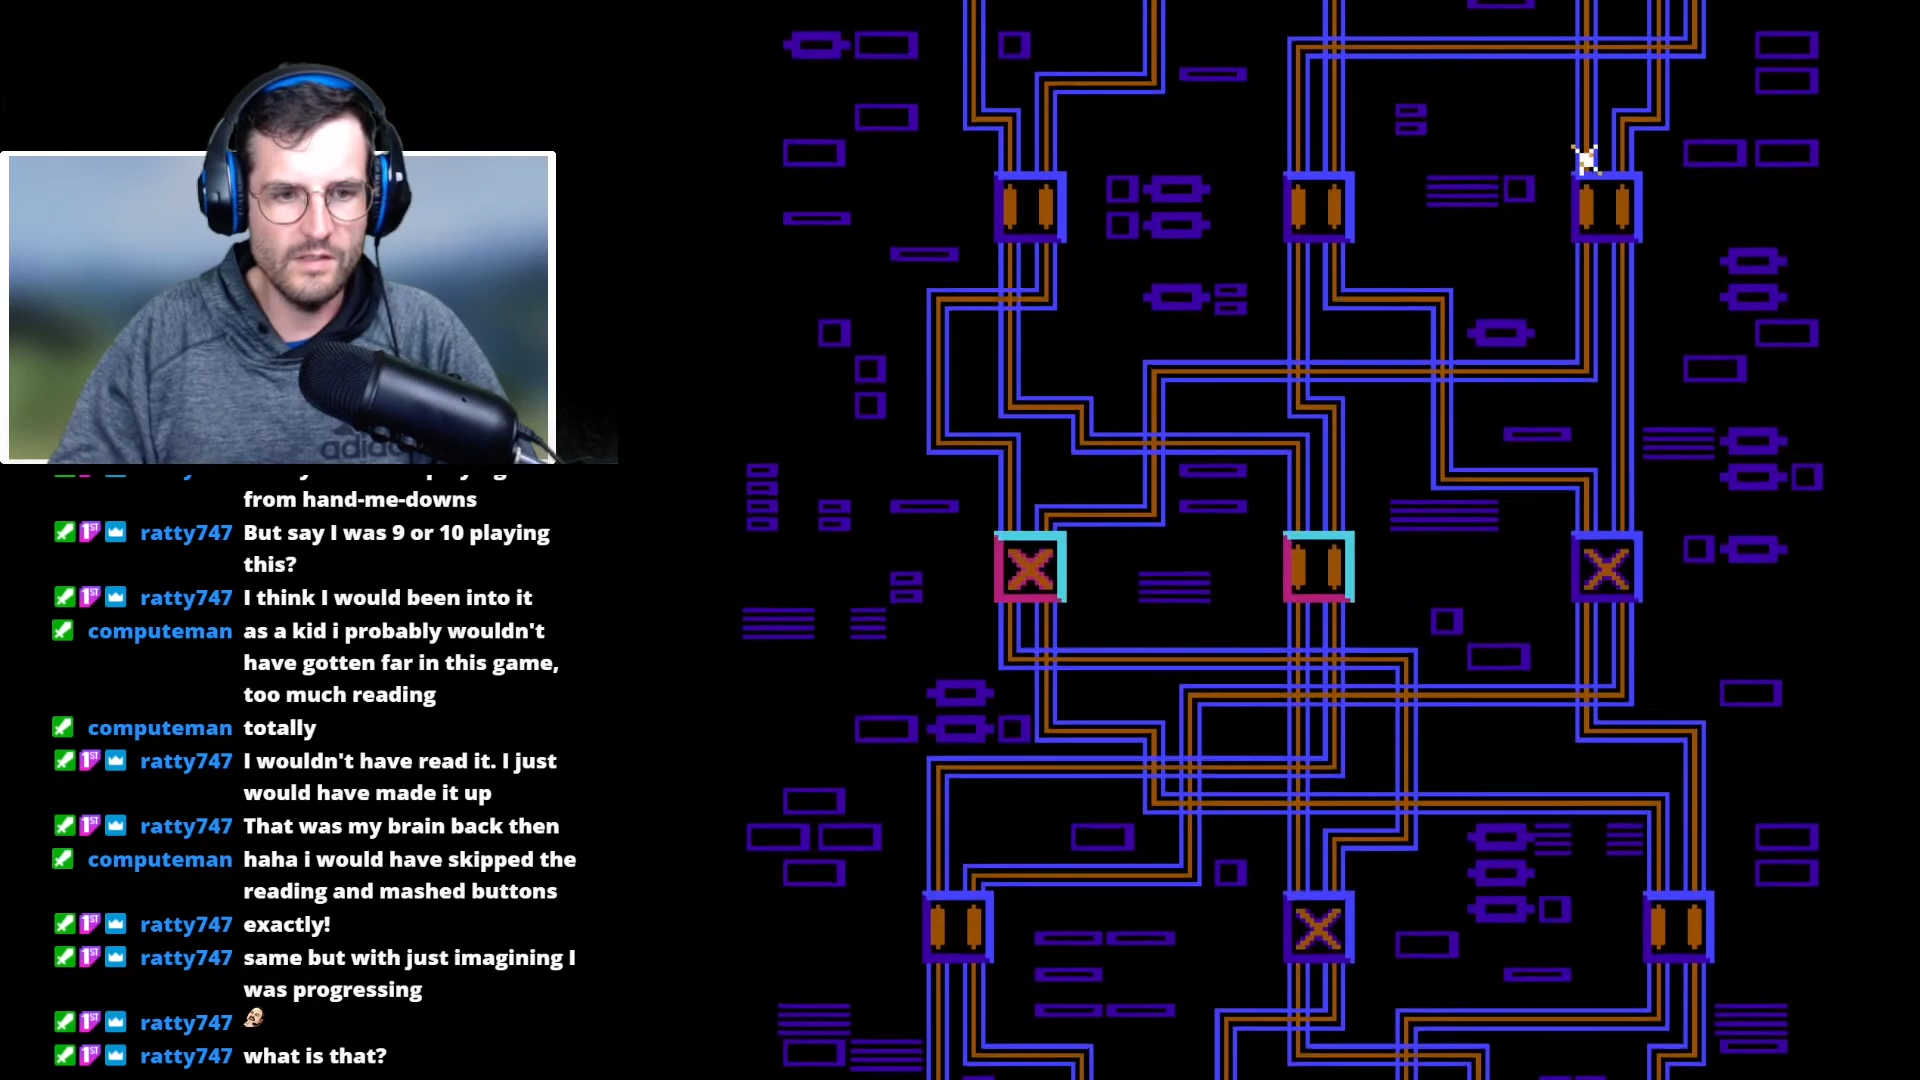 adidas
from hand-me-downs
ratty747 But say I was 9 or 10 playing
this?
ratty747 I think I would been into it
computeman as a kid i probably wouldn't
have gotten far in this game,
too much reading
computeman totally
ratty747 I wouldn't have read it. I just
would have made it up
ratty747 That was my brain back then
computeman haha i would have skipped the
reading and mashed buttons
ratty747 exactly!
ratty747 same but with just imagining I
was progressing
ratty747
ratty747 what is that?